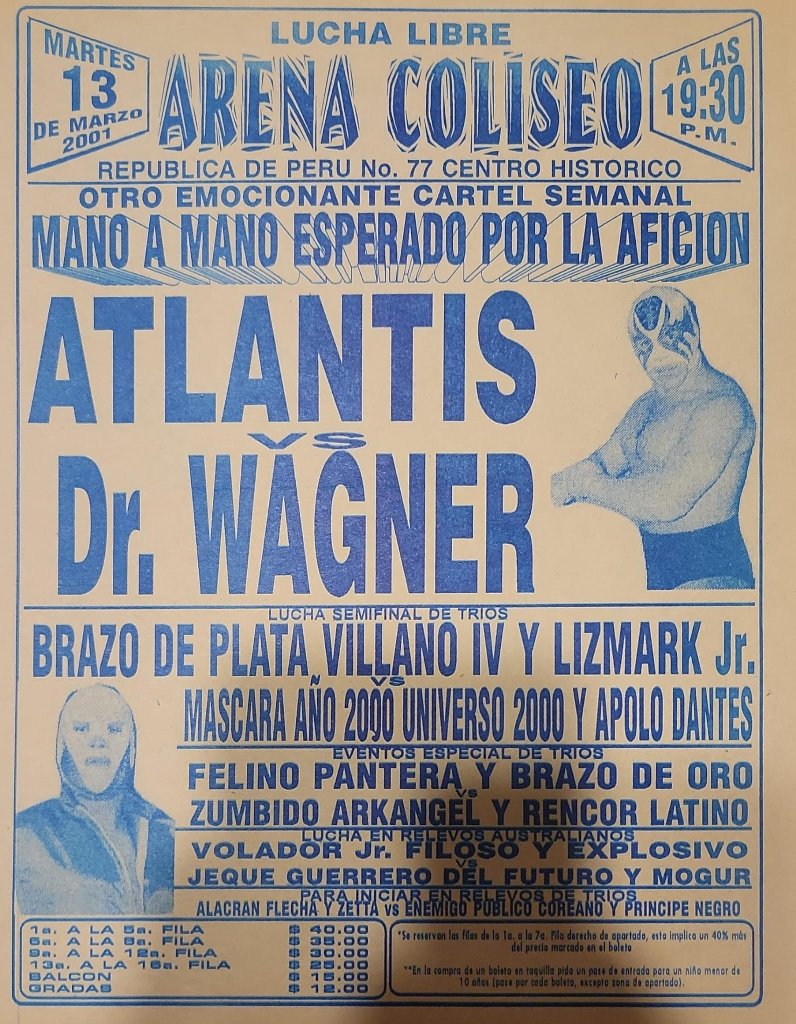 MARTES
13
DE MARZO
2001
LUCHA LIBRE
ARENA COLISEO
A LAS
19:30
P.M.
REPUBLICA DE PERU No. 77 CENTRO HISTORICO
OTRO EMOCIONANTE CARTEL SEMANAL
MANO A MANO ESPERADO POR LA AFICION
ATLANTIS
VS
Dr. WAGNER
LUCHA SEMIFINAL DE TRIOS
BRAZO DE PLATA VILLANO IV Y LIZMARK Jr.
VS
MASCARA AÑO 2000 UNIVERSO 2000 Y APOLO DANTES
EVENTOS ESPECIAL DE TRIOS
FELINO PANTERA Y BRAZO DE ORO
VS
ZUMBIDO ARKANGEL Y RENCOR LATINO
LUCHA EN RELEVOS AUSTRALIANOS
VOLADOR Jr. FILOSO Y EXPLOSIVO
VS
JEQUE GUERRERO DEL FUTURO Y MOGUR
PARA INICIAR EN RELEVOS DE TRIOS
ALACRAN FLECHA Y ZETTA vs ENEMIGO PUBLICO COREANO Y PRINCIPE NEGRO
1a. A LA 5a. FILA $ 40.00
6a. A LA 8a. FILA $ 35.00
9a. A LA 12a. FILA $ 30.00
13a. A LA 16a. FILA $ 25.00
BALCON $ 15.00
GRADAS $ 12.00
*Se reservan las filas de la 1a. a la 7a. Fila derecho de apartado, esto implica un 40% más
del precio marcado en el boleto
**En la compra de un boleto en taquilla pida un pase de entrada para un niño menor de
10 años (pase por cada boleto, excepto zona de apartado).